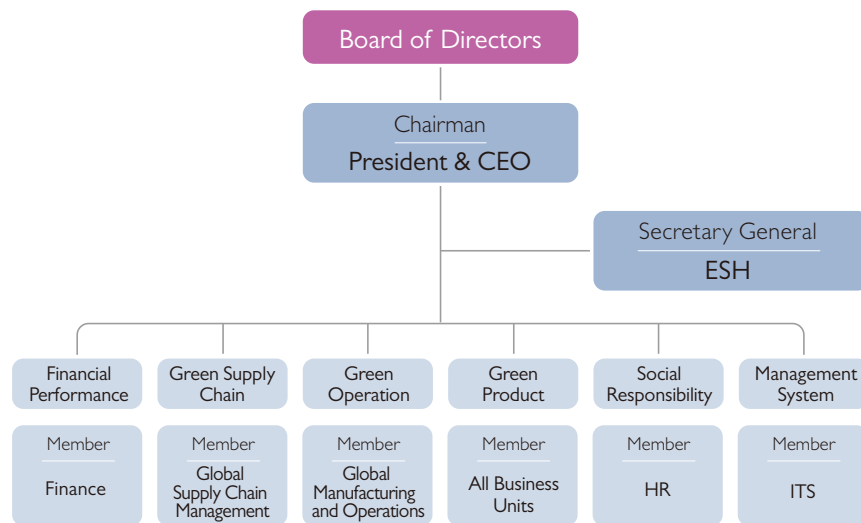 Board of Directors
Chairman
President & CEO
Secretary General
ESH
Financial
Performance
Green Supply
Chain
Green
Operation
Green
Product
Social
Responsibility
Management
System
Member
Finance
Member
Global
Supply Chain
Management
Member
Global
Manufacturing
and Operations
Member
All Business
Units
Member
HR
Member
ITS